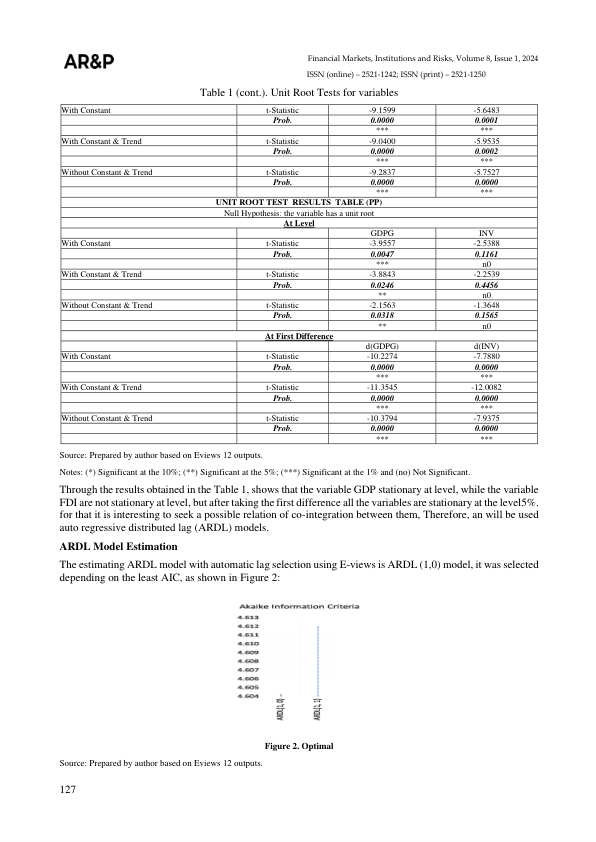 AR&P
Financial Markets, Institutions and Risks, Volume 8, Issue 1, 2024
ISSN (online) – 2521-1242; ISSN (print) – 2521-1250
Table 1 (cont.). Unit Root Tests for variables
With Constant t-Statistic -9.1599 -5.6483
Prob. 0.0000 0.0001
*** ***
With Constant & Trend t-Statistic -9.0400 -5.9535
Prob. 0.0000 0.0002
*** ***
Without Constant & Trend t-Statistic -9.2837 -5.7527
Prob. 0.0000 0.0000
*** ***
UNIT ROOT TEST RESULTS TABLE (PP)
Null Hypothesis: the variable has a unit root
At Level
GDPG INV
With Constant t-Statistic -3.9557 -2.5388
Prob. 0.0047 0.1161
*** n0
With Constant & Trend t-Statistic -3.8843 -2.2539
Prob. 0.0246 0.4456
** n0
Without Constant & Trend t-Statistic -2.1563 -1.3648
Prob. 0.0318 0.1565
** n0
At First Difference
d(GDPG) d(INV)
With Constant t-Statistic -10.2274 -7.7880
Prob. 0.0000 0.0000
*** ***
With Constant & Trend t-Statistic -11.3545 -12.0082
Prob. 0.0000 0.0000
*** ***
Without Constant & Trend t-Statistic -10.3794 -7.9375
Prob. 0.0000 0.0000
*** ***
Source: Prepared by author based on Eviews 12 outputs.
Notes: (*) Significant at the 10%; (**) Significant at the 5%; (***) Significant at the 1% and (no) Not Significant.
Through the results obtained in the Table 1, shows that the variable GDP stationary at level, while the variable
FDI are not stationary at level, but after taking the first difference all the variables are stationary at the level5%.
for that it is interesting to seek a possible relation of co-integration between them, Therefore, an will be used
auto regressive distributed lag (ARDL) models.
ARDL Model Estimation
The estimating ARDL model with automatic lag selection using E-views is ARDL (1,0) model, it was selected
depending on the least AIC, as shown in Figure 2:
Akaike Information Criteria
4.613
4.612
4.611
4.610
4.609
4.608
4.607
4.606
4.605
4.604
ARDL(1, 0)
ARDL(1, 1)
Figure 2. Optimal
Source: Prepared by author based on Eviews 12 outputs.
127